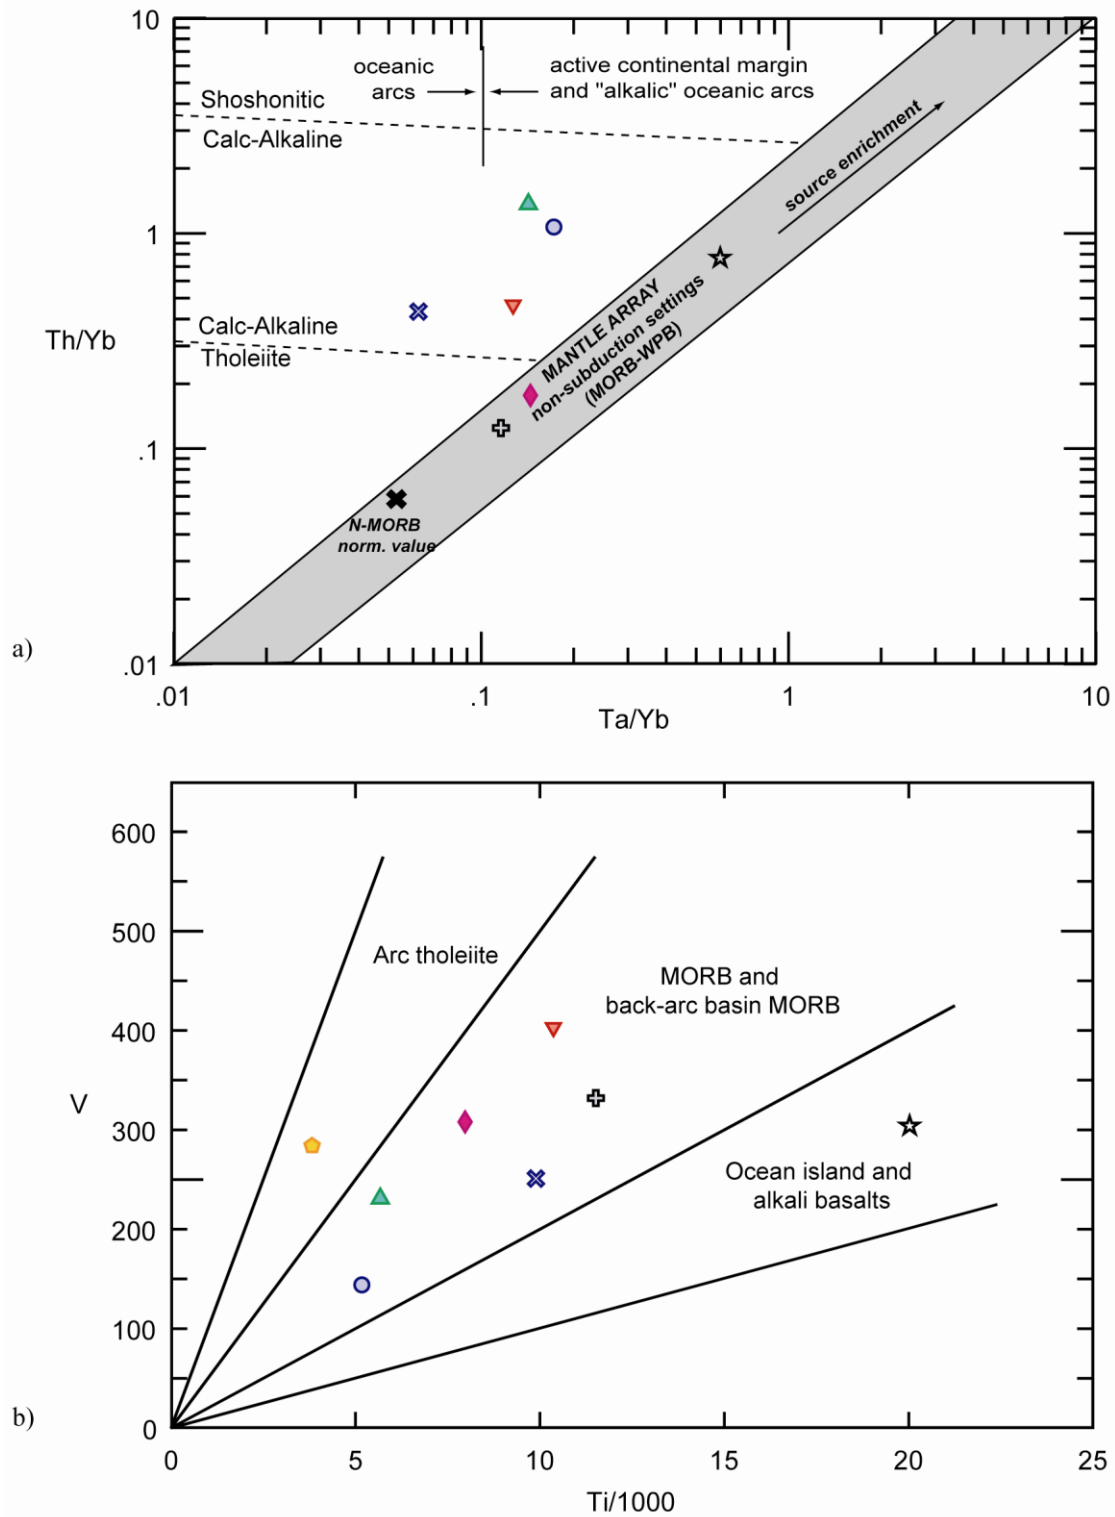 10
oceanic
arcs
active continental margin
and "alkalic" oceanic arcs
Shoshonitic
Calc-Alkaline
source enrichment
1
Th/Yb
Calc-Alkaline
Tholeiite
MANTLE ARRAY
non-subduction settings
(MORB-WPB)
.1
N-MORB
norm. value
a)
.01
.01
.1
1
10
Ta/Yb
600
500
Arc tholeiite
MORB and
back-arc basin MORB
400
V
300
Ocean island and
alkali basalts
200
100
b)
0
0
5
10
15
20
25
Ti/1000